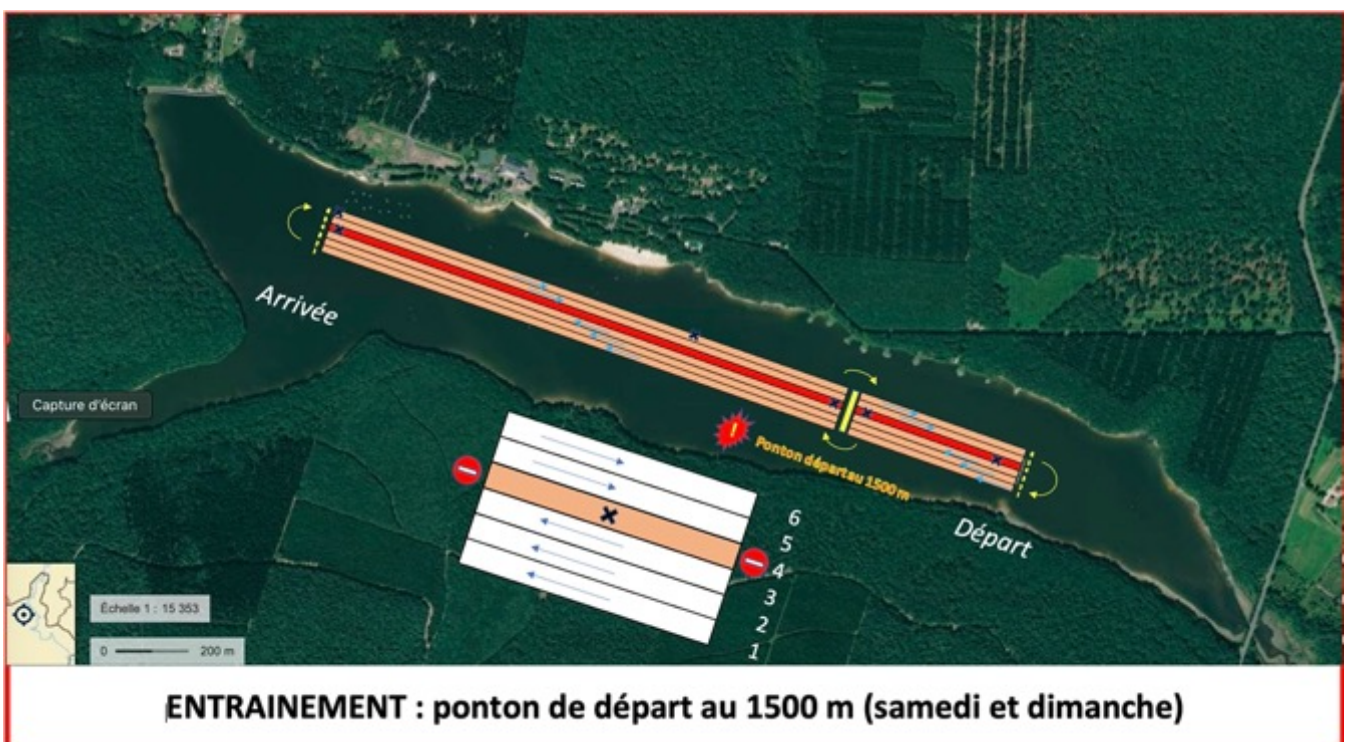 Arrivée
Capture d'écran
Ponton départ au 1500 m
Départ
6
5
4
3
2
1
Échelle 1 : 15 353
0 200 m
ENTRAINEMENT : ponton de départ au 1500 m (samedi et dimanche)